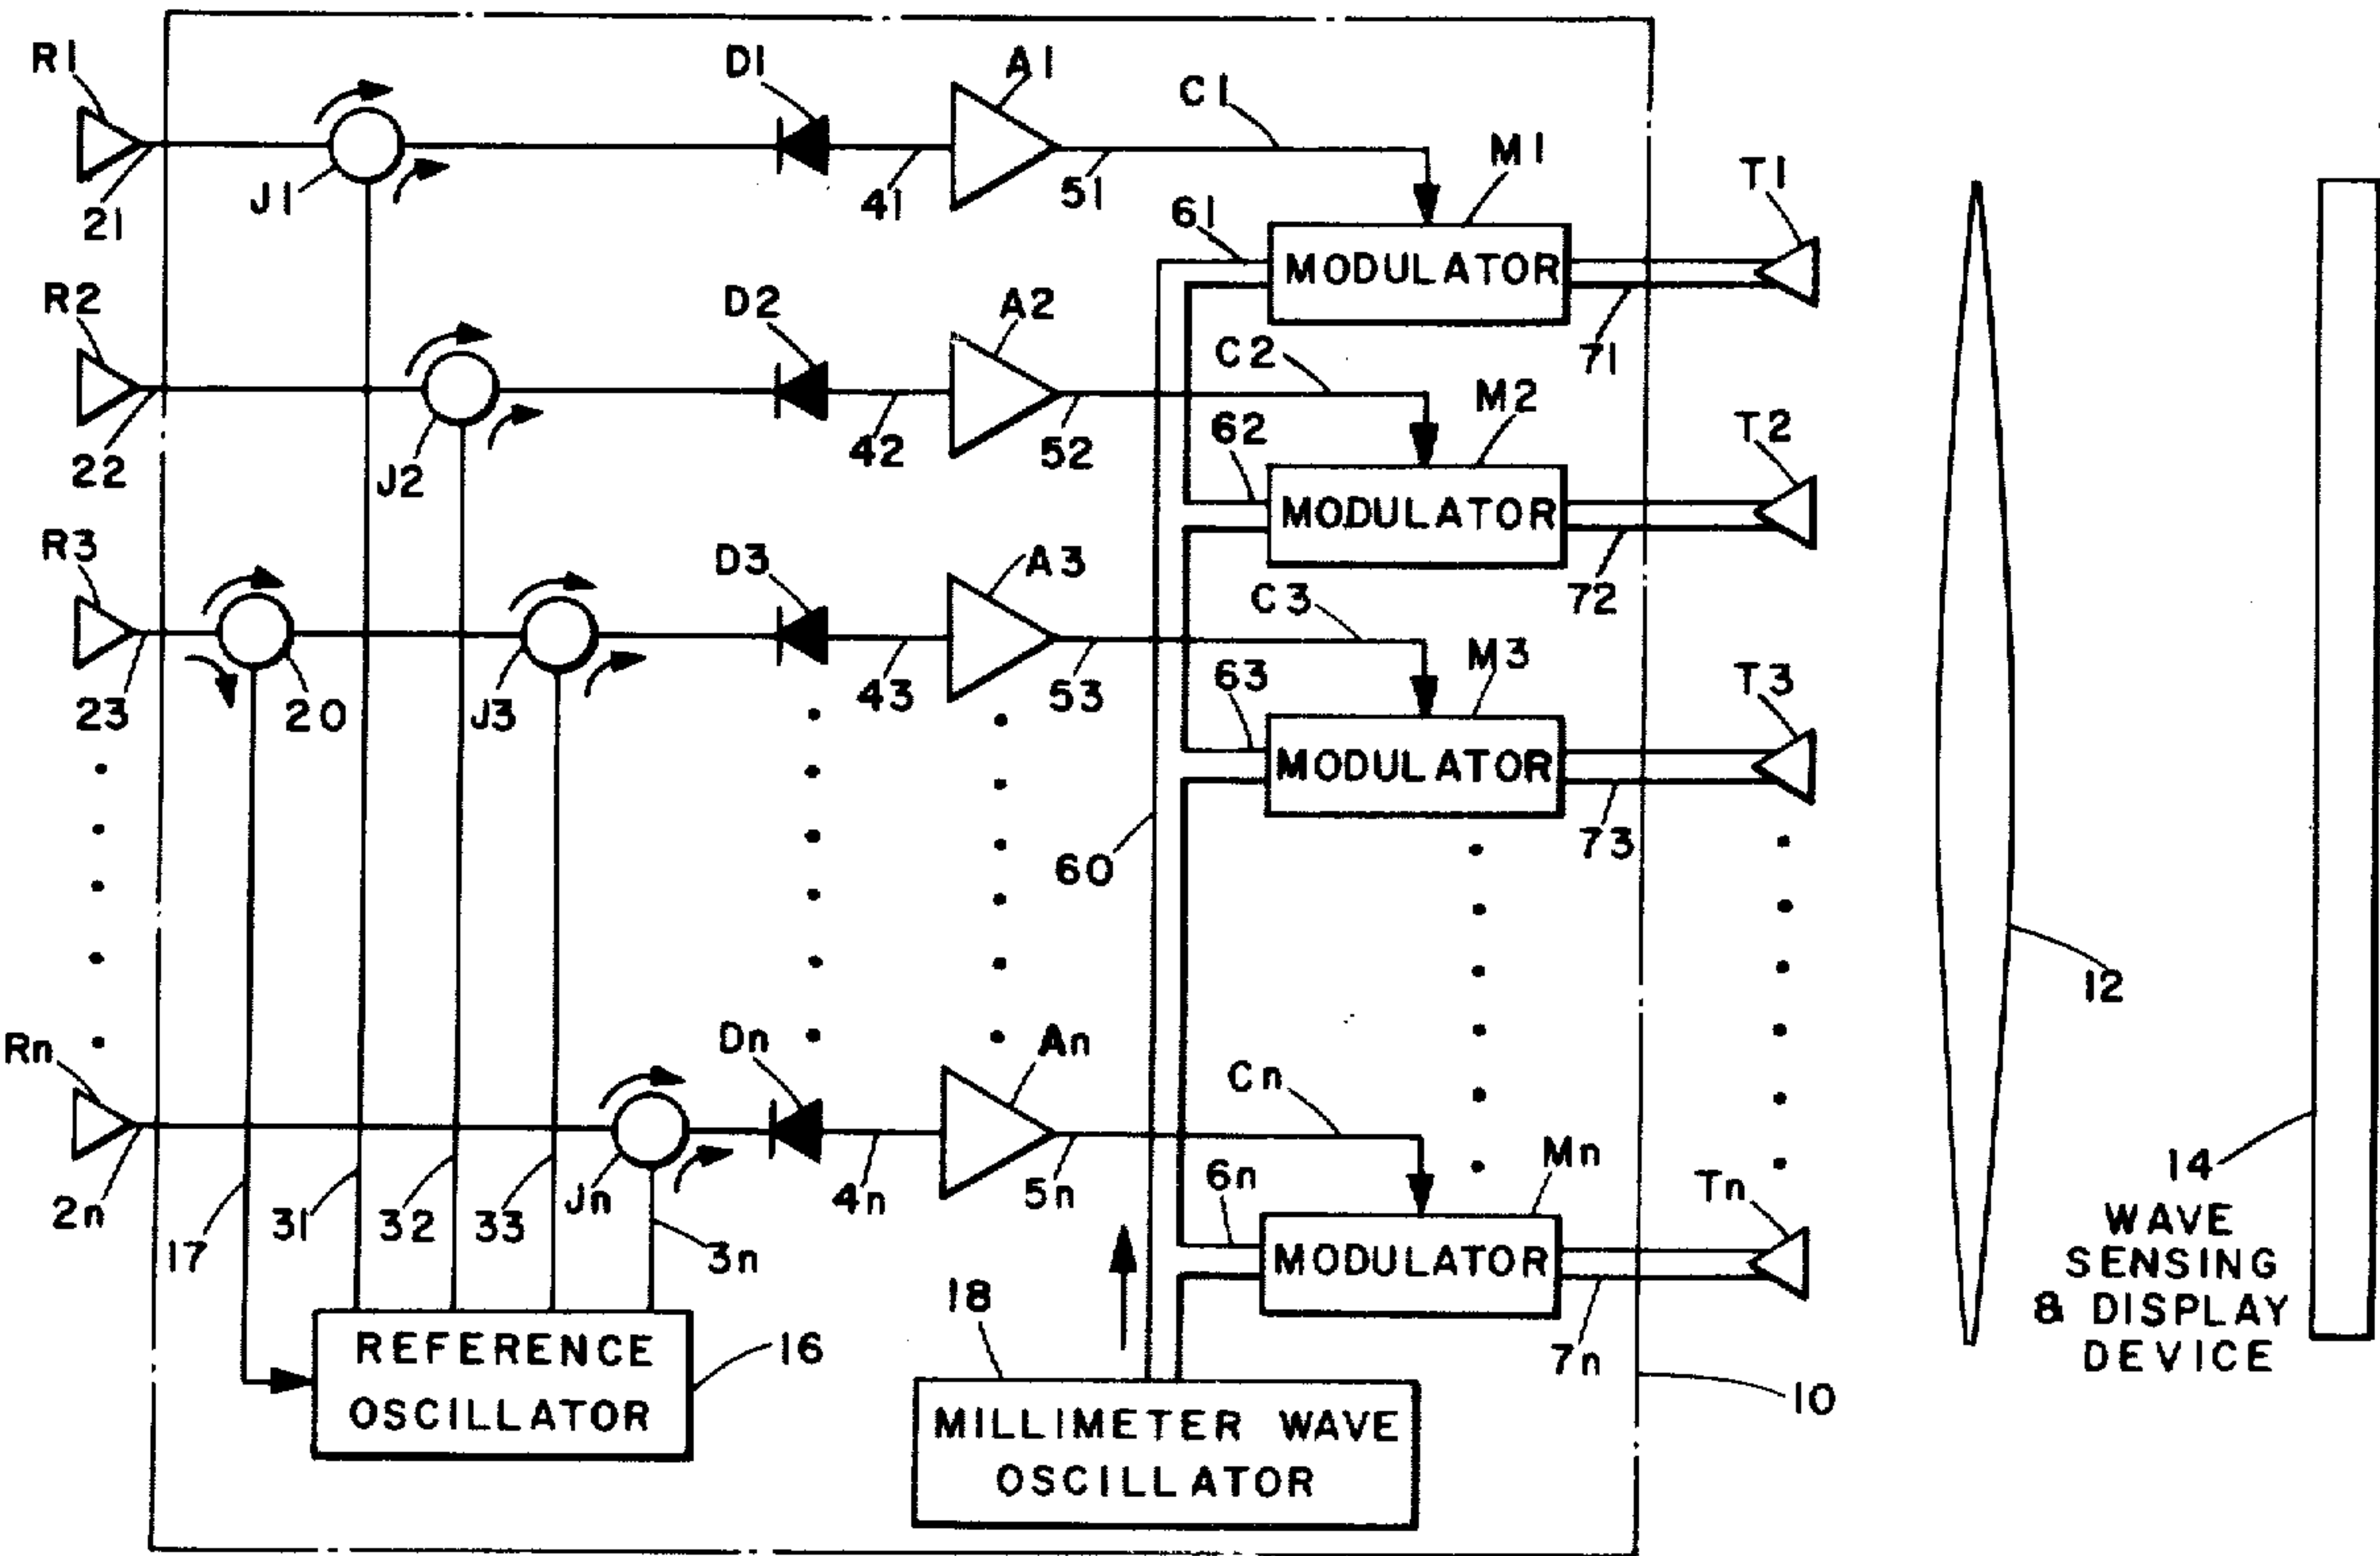 R1
D1
A1
C1
M1
T1
21
J1
41
51
61
MODULATOR
71
R2
D2
A2
C2
M2
T2
22
J2
42
52
62
MODULATOR
72
R3
D3
A3
C3
M3
T3
23
20
J3
43
53
63
MODULATOR
73
60
12
Rn
Dn
An
Cn
Mn
Tn
2n
17
31
32
33
Jn
3n
4n
5n
6n
MODULATOR
7n
14
WAVE
SENSING
& DISPLAY
DEVICE
REFERENCE
OSCILLATOR
16
18
MILLIMETER WAVE
OSCILLATOR
10